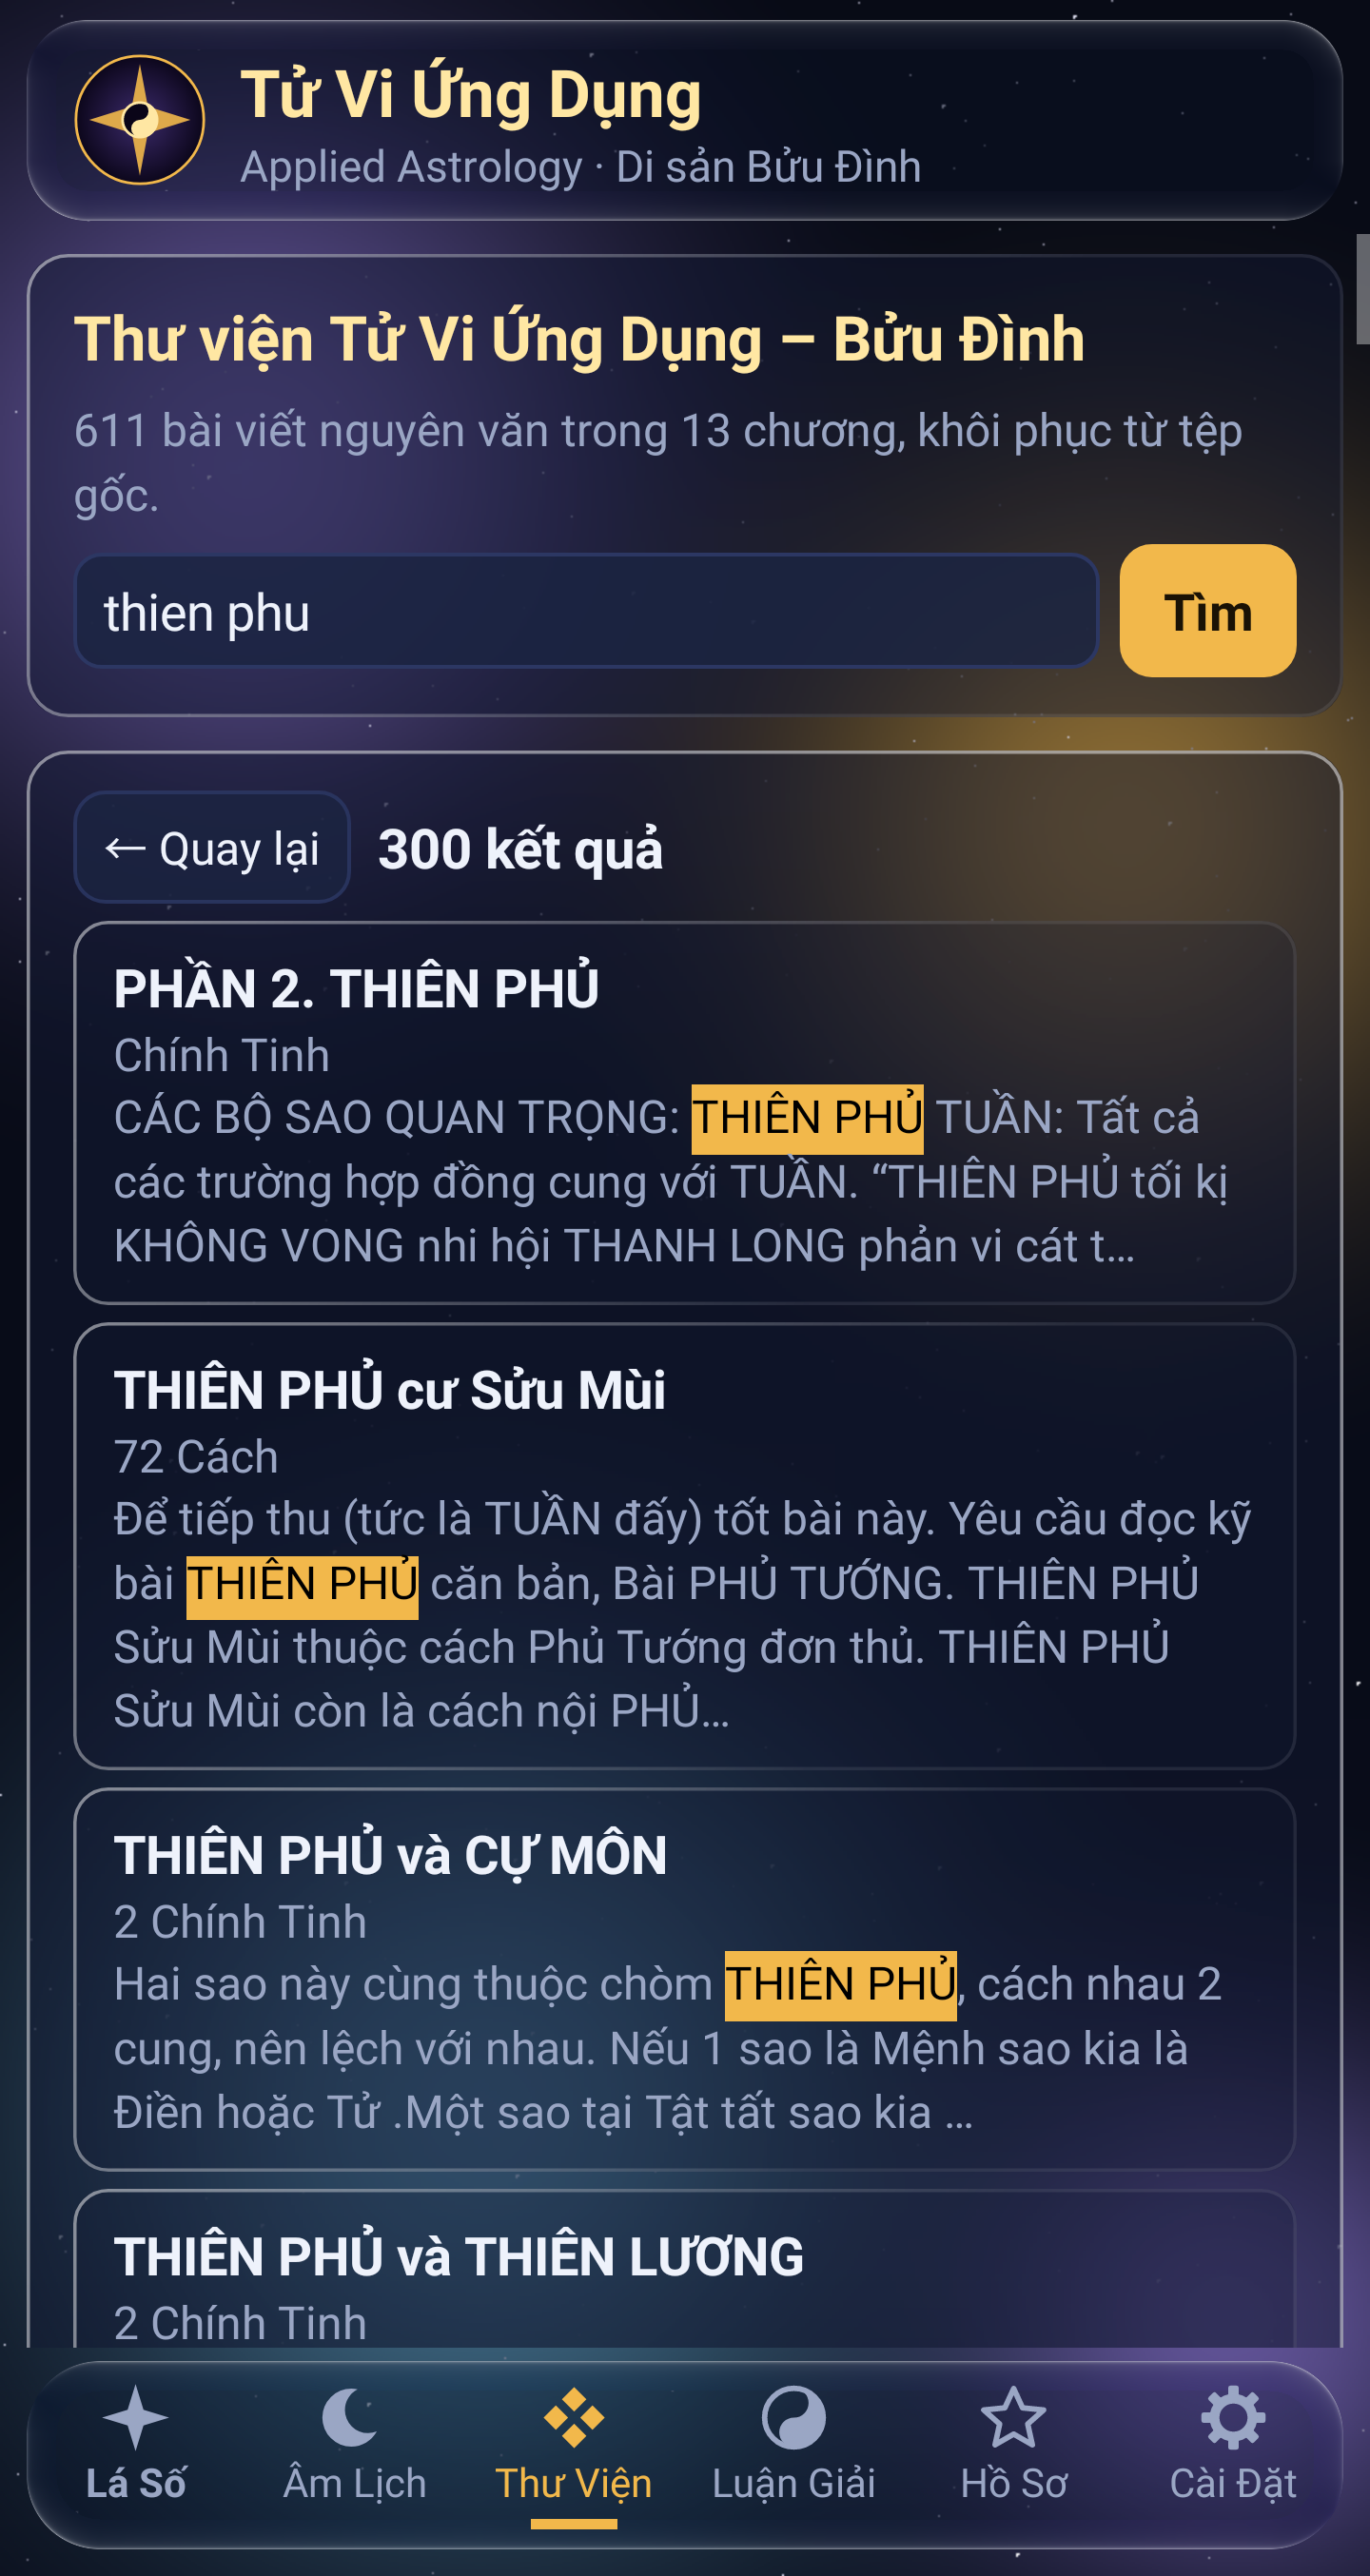 Tử Vi Ứng Dụng
Applied Astrology · Di sản Bửu Đình
Thư viện Tử Vi Ứng Dụng – Bửu Đình
611 bài viết nguyên văn trong 13 chương, khôi phục từ tệp
gốc.
thien phu
Tìm
← Quay lại
300 kết quả
PHẦN 2. THIÊN PHỦ
Chính Tinh
CÁC BỘ SAO QUAN TRỌNG: THIÊN PHỦ TUẦN: Tất cả
các trường hợp đồng cung với TUẦN. “THIÊN PHỦ tối kị
KHÔNG VONG nhi hội THANH LONG phản vi cát t…
THIÊN PHỦ cư Sửu Mùi
72 Cách
Để tiếp thu (tức là TUẦN đấy) tốt bài này. Yêu cầu đọc kỹ
bài THIÊN PHỦ căn bản, Bài PHỦ TƯỚNG. THIÊN PHỦ
Sửu Mùi thuộc cách Phủ Tướng đơn thủ. THIÊN PHỦ
Sửu Mùi còn là cách nội PHỦ…
THIÊN PHỦ và CỰ MÔN
2 Chính Tinh
Hai sao này cùng thuộc chòm THIÊN PHỦ, cách nhau 2
cung, nên lệch với nhau. Nếu 1 sao là Mệnh sao kia là
Điền hoặc Tử .Một sao tại Tật tất sao kia …
THIÊN PHỦ và THIÊN LƯƠNG
2 Chính Tinh
Lá Số
Âm Lịch
Thư Viện
Luận Giải
Hồ Sơ
Cài Đặt